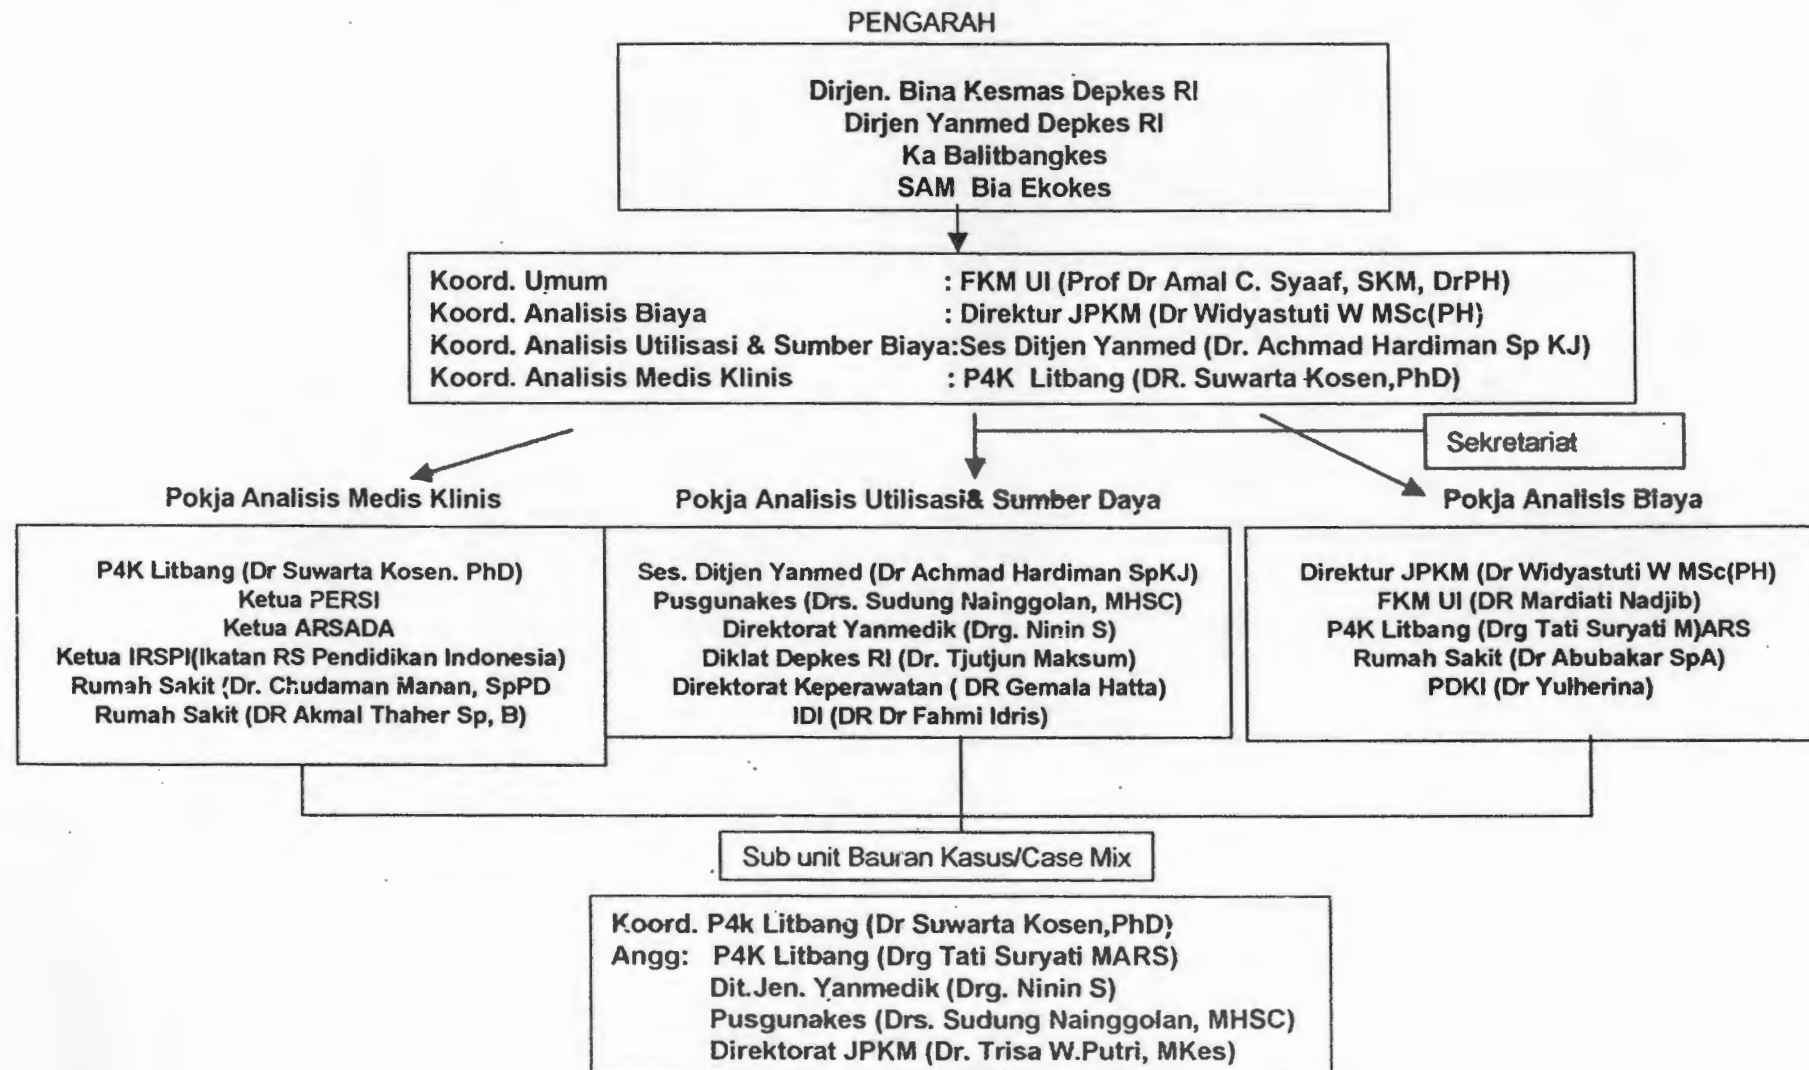 PENGARAH
Dirjen. Bina Kesmas Depkes RI
Dirjen Yanmed Depkes RI
Ka Balitbangkes
SAM Bia Ekokes
Koord. Umum : FKM UI (Prof Dr Amal C. Syaaf, SKM, DrPH)
Koord. Analisis Biaya : Direktur JPKM (Dr Widyastuti W MSc(PH)
Koord. Analisis Utilisasi & Sumber Biaya:Ses Ditjen Yanmed (Dr. Achmad Hardiman Sp KJ)
Koord. Analisis Medis Klinis : P4K Litbang (DR. Suwarta Kosen,PhD)
Sekretariat
Pokja Analisis Medis Klinis
P4K Litbang (Dr Suwarta Kosen. PhD)
Ketua PERSI
Ketua ARSADA
Ketua IRSPI(Ikatan RS Pendidikan Indonesia)
Rumah Sakit (Dr. Chudaman Manan, SpPD
Rumah Sakit (DR Akmal Thaher Sp, B)
Pokja Analisis Utilisasi& Sumber Daya
Ses. Ditjen Yanmed (Dr Achmad Hardiman SpKJ)
Pusgunakes (Drs. Sudung Nainggolan, MHSC)
Direktorat Yanmedik (Drg. Ninin S)
Diklat Depkes RI (Dr. Tjutjun Maksum)
Direktorat Keperawatan ( DR Gemala Hatta)
IDI (DR Dr Fahmi Idris)
Pokja Analisis Biaya
Direktur JPKM (Dr Widyastuti W MSc(PH)
FKM UI (DR Mardiati Nadjib)
P4K Litbang (Drg Tati Suryati M)ARS
Rumah Sakit (Dr Abubakar SpA)
PDKI (Dr Yulherina)
Sub unit Bauran Kasus/Case Mix
Koord. P4k Litbang (Dr Suwarta Kosen,PhD)
Angg: P4K Litbang (Drg Tati Suryati MARS)
Dit.Jen. Yanmedik (Drg. Ninin S)
Pusgunakes (Drs. Sudung Nainggolan, MHSC)
Direktorat JPKM (Dr. Trisa W.Putri, MKes)